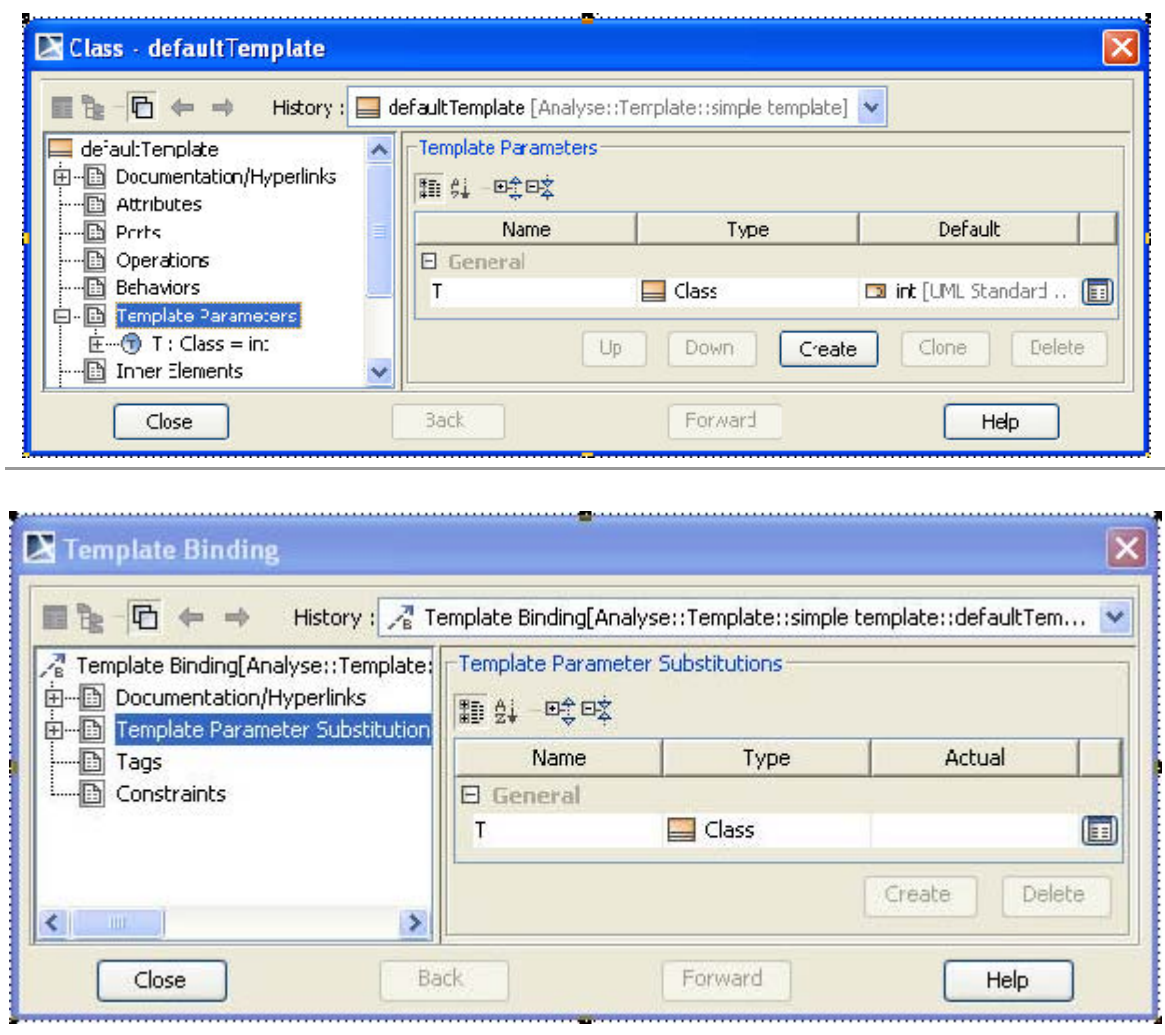 Class - defaultTemplate
History : defaultTemplate [Analyse::Template::simple template]
defaultTemplate
Documentation/Hyperlinks
Attributes
Ports
Operations
Behaviors
Template Parameters
T : Class = int
Inner Elements
Template Parameters
Name Type Default
General
T Class int [UML Standard ..
Up Down Create Clone Delete
Close Back Forward Help
Template Binding
History : Template Binding[Analyse::Template::simple template::defaultTem...
Template Binding[Analyse::Template:
Documentation/Hyperlinks
Template Parameter Substitution
Tags
Constraints
Template Parameter Substitutions
Name Type Actual
General
T Class
Create Delete
Close Back Forward Help